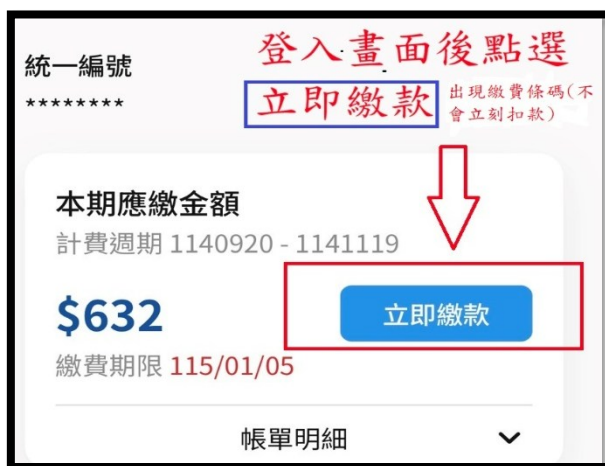 統一編號
********
登入畫面後點選
立即繳款
出現繳費條碼(不
會立刻扣款)
本期應繳金額
計費週期 1140920 - 1141119
$632
立即繳款
繳費期限 115/01/05
帳單明細